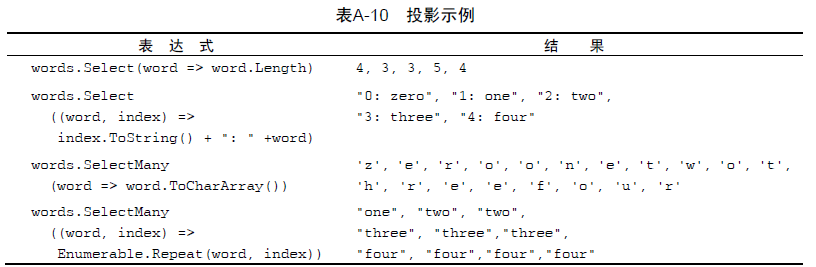 表A-10 投影示例
表 达 式 结 果
words.Select(word => word.Length) 4, 3, 3, 5, 4
words.Select "0: zero", "1: one", "2: two",
((word, index) => "3: three", "4: four"
index.ToString() + ": " +word)
words.SelectMany 'z', 'e', 'r', 'o', 'o', 'n', 'e', 't', 'w', 'o', 't',
(word => word.ToCharArray()) 'h', 'r', 'e', 'e', 'f', 'o', 'u', 'r'
words.SelectMany "one", "two", "two",
((word, index) => "three", "three","three",
Enumerable.Repeat(word, index)) "four", "four","four","four"